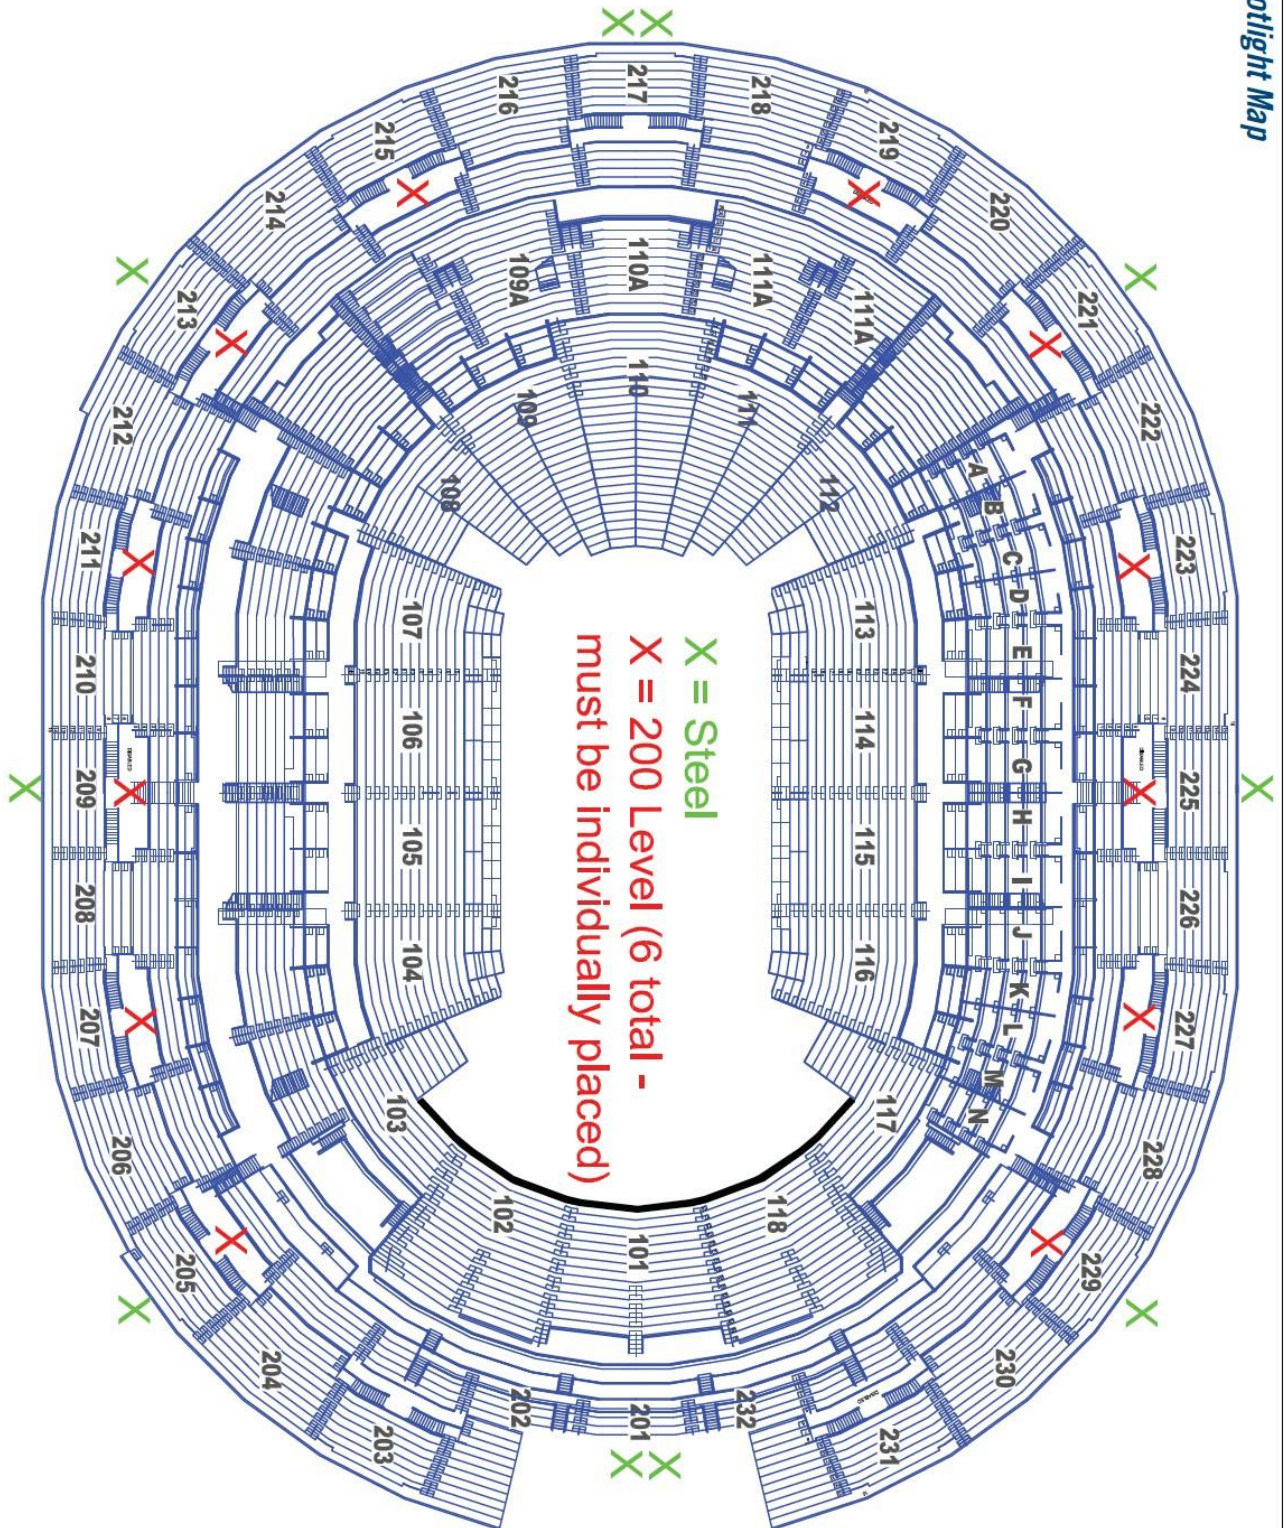 otlight Map
X X
216
217
218
215
219
214
X
X
220
X
213
109A
110A
111A
111A
221
X
X
X
212
109
110
111
222
108
112
A
B
211
X
C
X
223
107
113
D
210
E
224
X = Steel
X = 200 Level (6 total -
must be individually placed)
106
114
F
G
X
209
X
X
225
X
105
115
H
208
I
226
104
116
J
K
207
X
L
X
227
103
117
M
N
206
228
102
101
118
205
X
X
229
X
X
204
230
203
202
201
232
231
X X